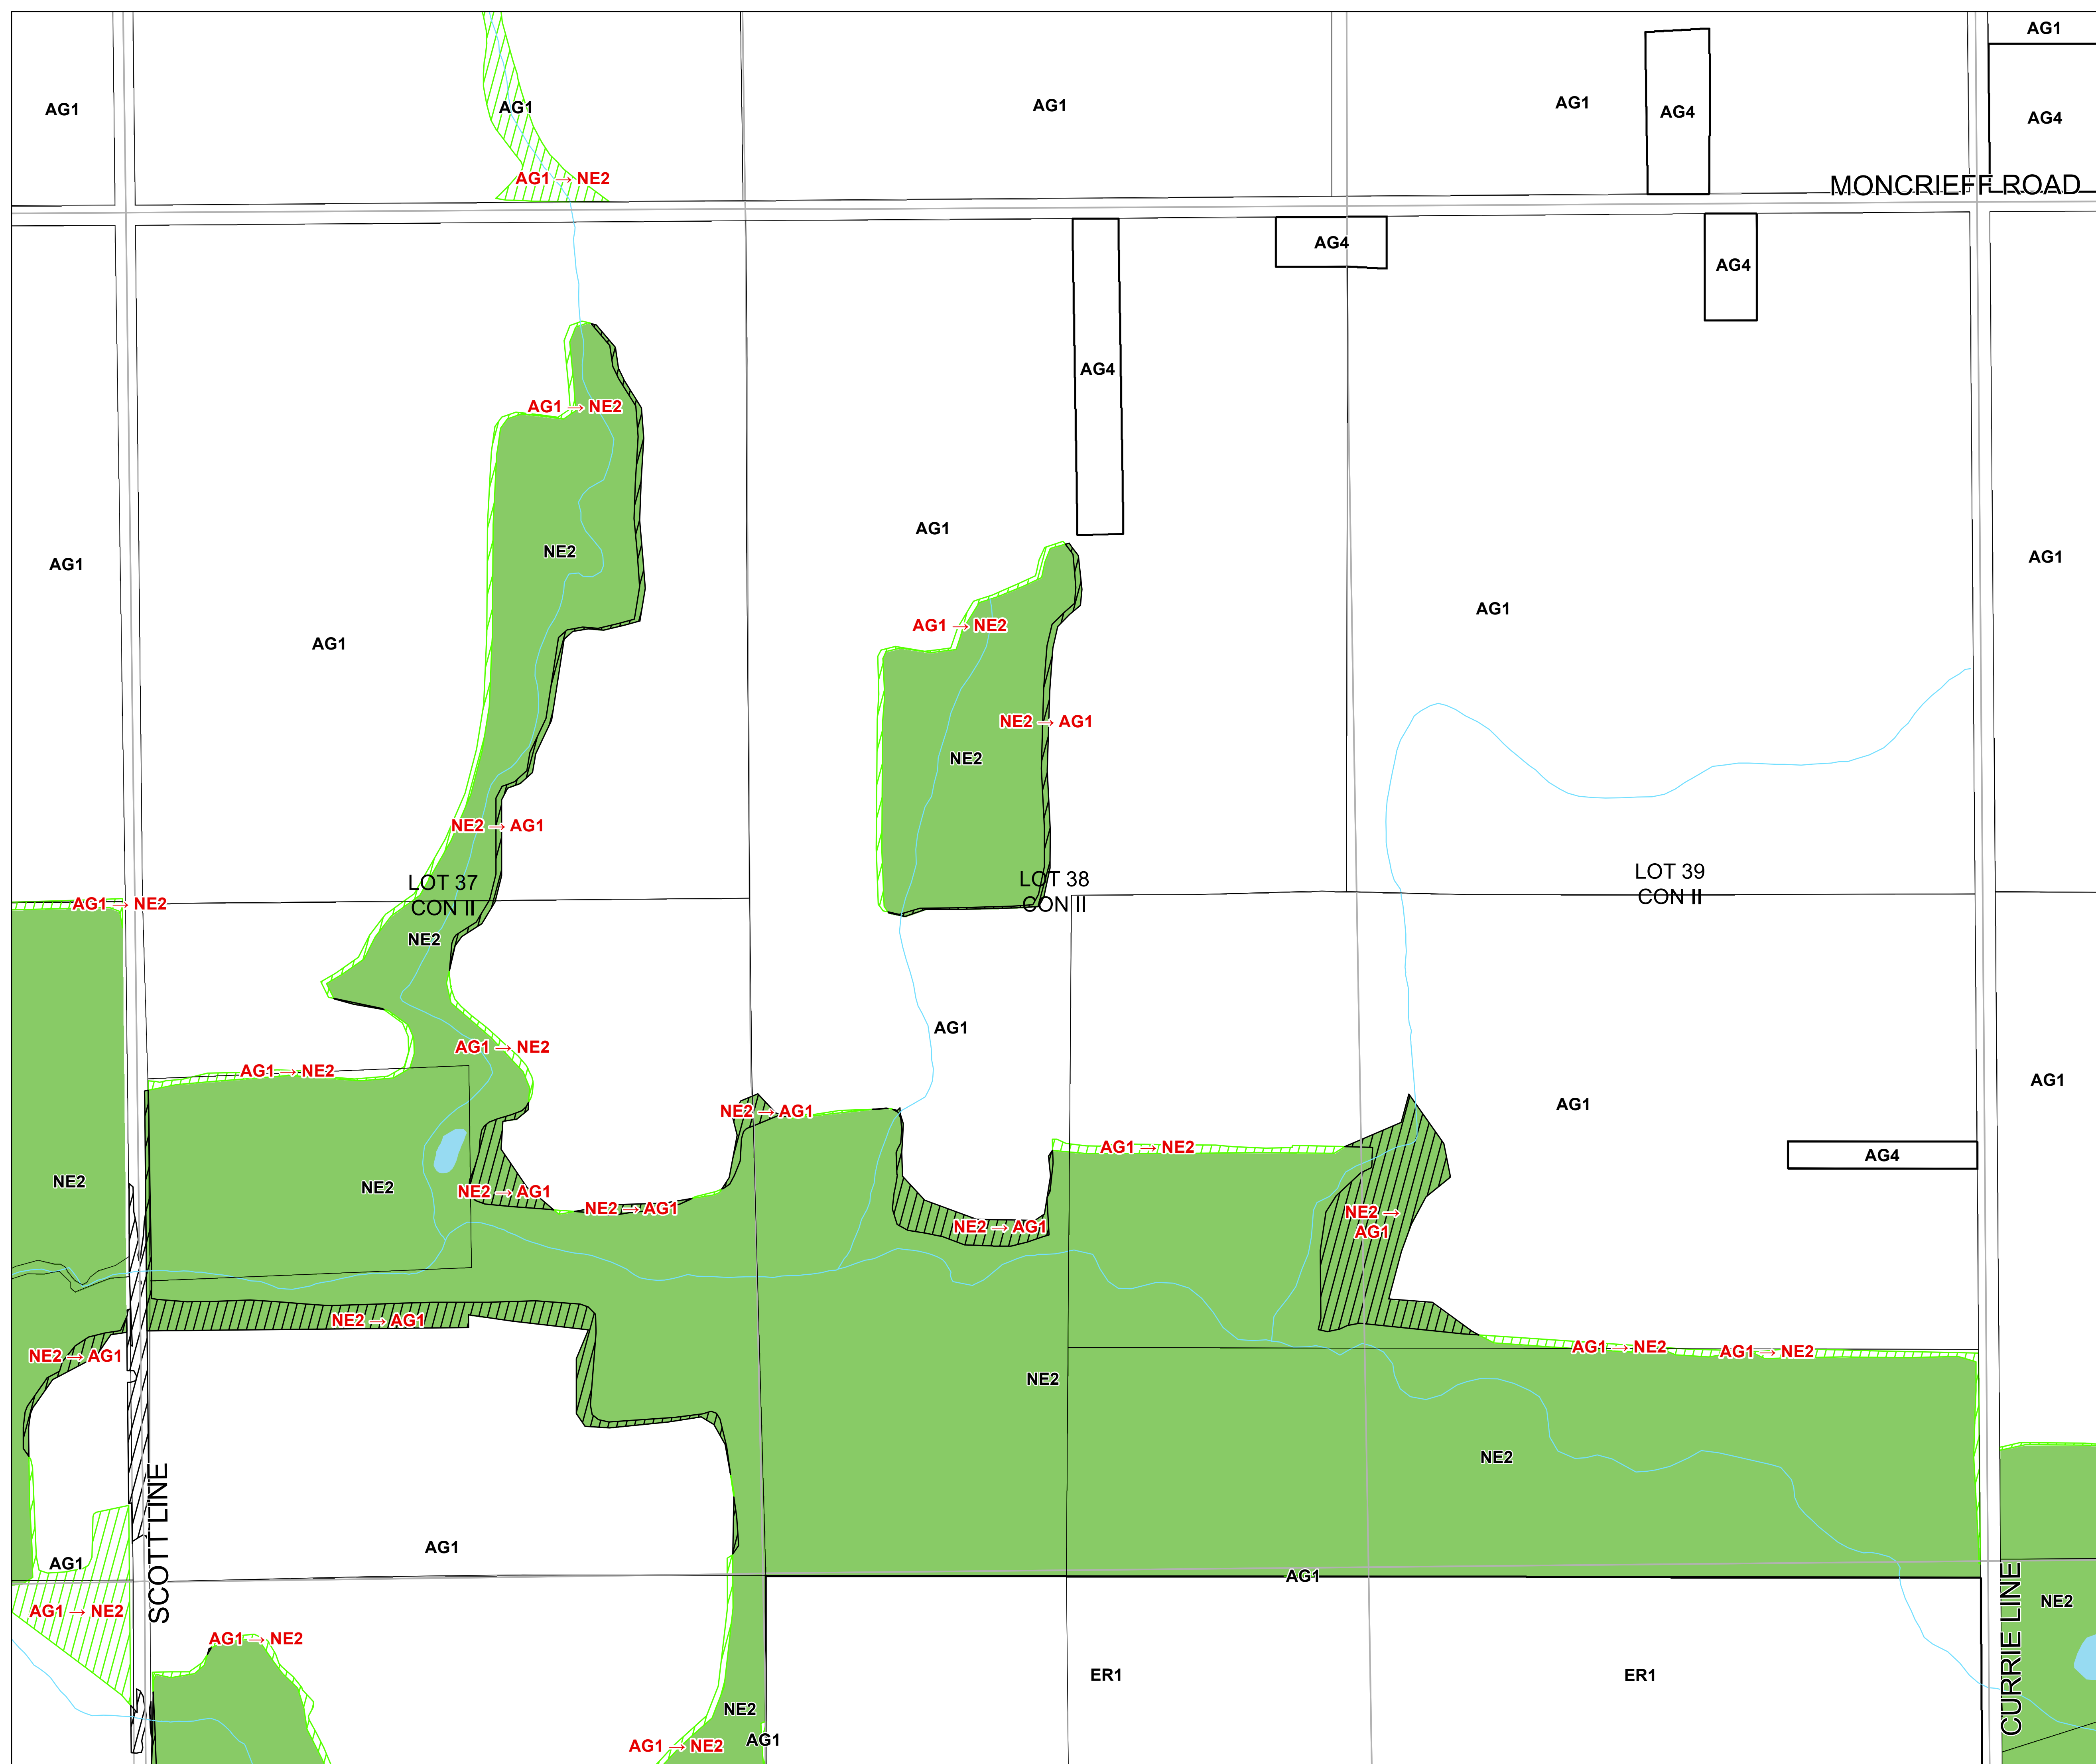 AG1
AG1
AG1
AG1
AG1
AG4
AG4
AG1 → NE2
MONCRIEFF ROAD
AG4
AG4
AG4
AG1 → NE2
AG1
NE2
AG1
AG1
AG1
AG1 → NE2
AG1
NE2 → AG1
NE2
NE2 → AG1
LOT 37
CON II
LOT 38
CON II
LOT 39
CON II
AG1 → NE2
NE2
AG1
AG1 → NE2
AG1 → NE2
AG1
AG1
NE2 → AG1
AG1 → NE2
AG4
NE2
NE2
NE2 → AG1
NE2 → AG1
NE2 → AG1
NE2 →
AG1
NE2 → AG1
NE2 → AG1
AG1 → NE2
AG1 → NE2
NE2
NE2
SCOTT LINE
AG1
AG1
AG1
CURRIE LINE
NE2
AG1 → NE2
AG1 → NE2
ER1
ER1
NE2
AG1
AG1 → NE2